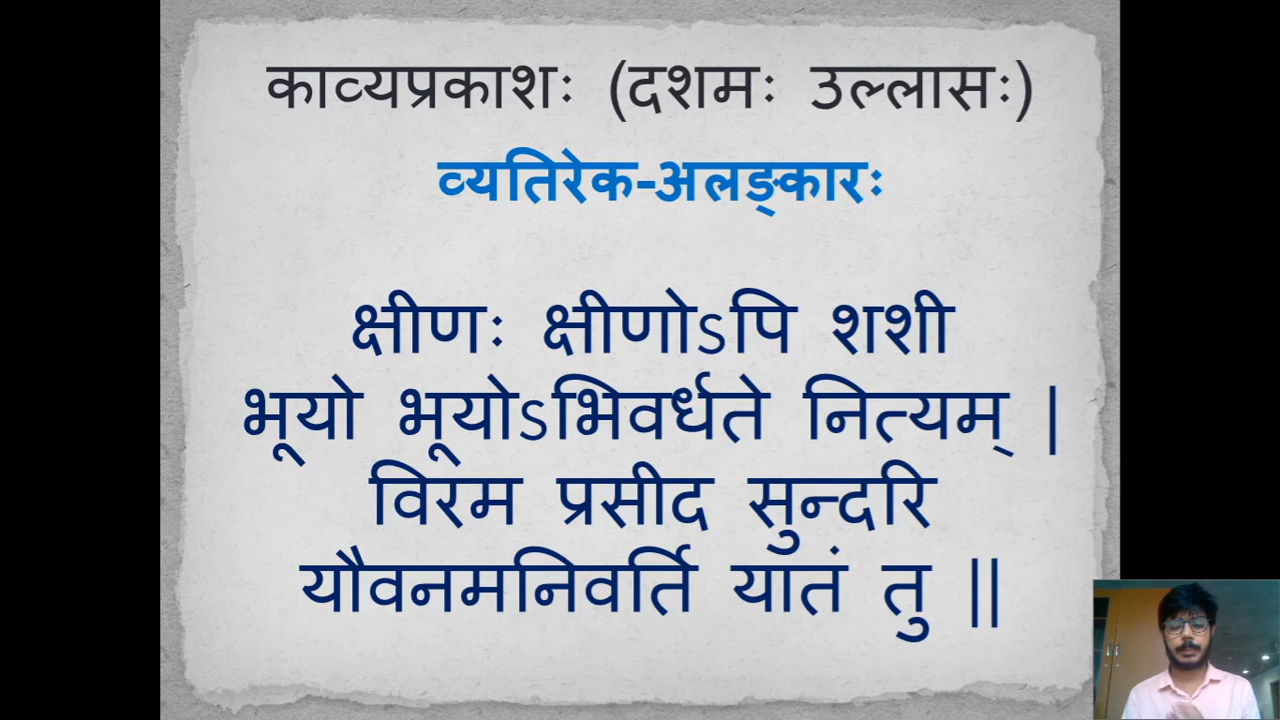 काव्यप्रकाशः (दशमः उल्लासः)
व्यतिरेक-अलङ्कारः
क्षीणः क्षीणोऽपि शशी
भूयो भूयोऽभिवर्धते नित्यम् |
विरम प्रसीद सुन्दरि
यौवनमनिवर्ति यातं तु ||